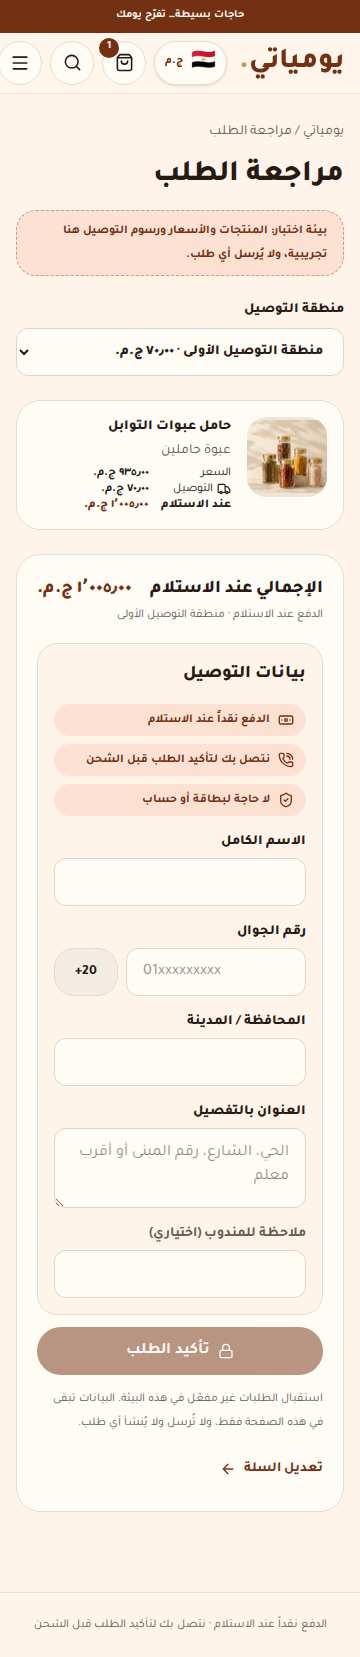 حاجات بسيطة... تفرّح يومك
يومياتي.
ج.م
1
يومياتي / مراجعة الطلب
مراجعة الطلب
بيئة اختبار: المنتجات والأسعار ورسوم التوصيل هنا
تجريبية، ولا يُرسل أي طلب.
منطقة التوصيل
منطقة التوصيل الأولى · ٧٠٫٠٠ ج.م.
حامل عبوات التوابل
عبوة حاملين
السعر ٩٣٥٫٠٠ ج.م.
التوصيل ٧٠٫٠٠ ج.م.
عند الاستلام ١٬٠٠٥٫٠٠ ج.م.
الإجمالي عند الاستلام ١٬٠٠٥٫٠٠ ج.م.
الدفع عند الاستلام · منطقة التوصيل الأولى
بيانات التوصيل
الدفع نقداً عند الاستلام
نتصل بك لتأكيد الطلب قبل الشحن
لا حاجة لبطاقة أو حساب
الاسم الكامل
رقم الجوال
01xxxxxxxxx
+20
المحافظة / المدينة
العنوان بالتفصيل
الحي، الشارع، رقم المبنى أو أقرب
معلم
ملاحظة للمندوب (اختياري)
تأكيد الطلب
استقبال الطلبات غير مفعّل في هذه البيئة. البيانات تبقى
في هذه الصفحة فقط، ولا تُرسل ولا يُنشأ أي طلب.
تعديل السلة
الدفع نقداً عند الاستلام · نتصل بك لتأكيد الطلب قبل الشحن